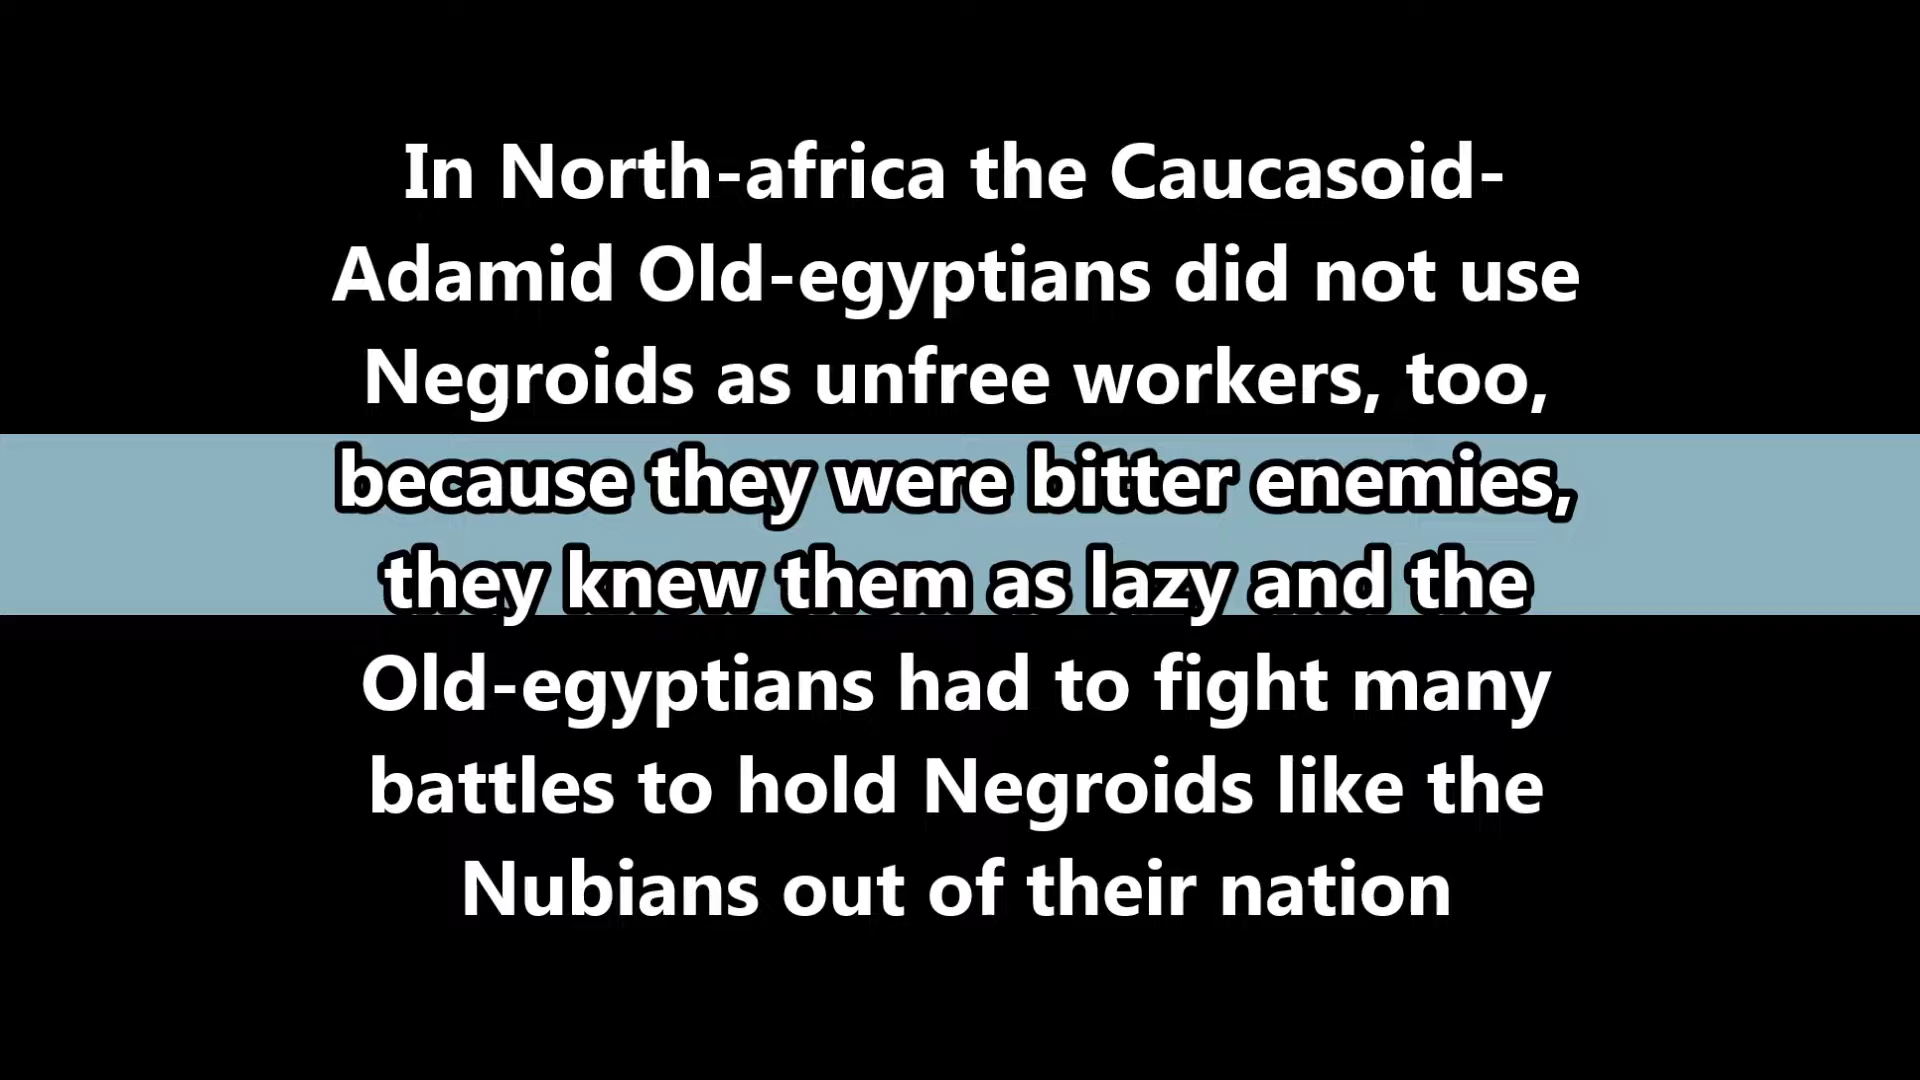 In North-africa the Caucasoid-
Adamid Old-egyptians did not use
Negroids as unfree workers, too,
because they were bitter enemies,
they knew them as lazy and the
Old-egyptians had to fight many
battles to hold Negroids like the
Nubians out of their nation